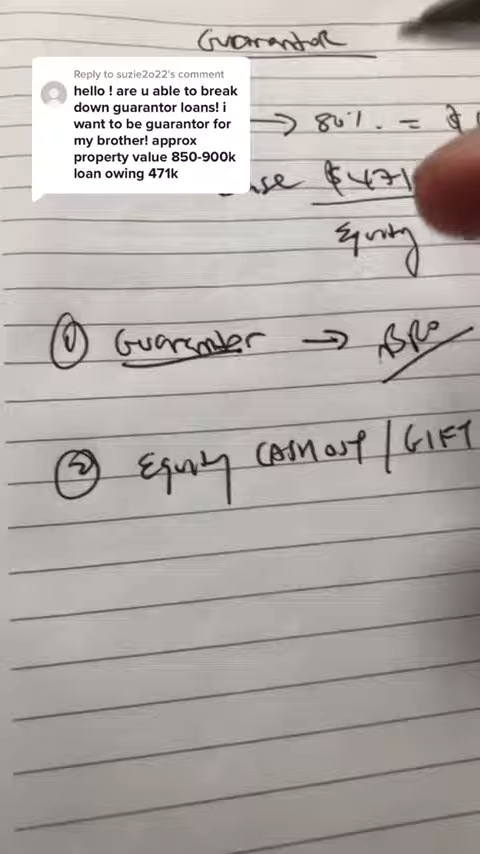 Guarantor
Reply to suzie2o22's comment
hello ! are u able to break
down guarantor loans! i
want to be guarantor for
my brother! approx
property value 850-900k
loan owing 471k
→ 80%. = $
$471
Equity
① Guarantor → BRO
② Equity CASH OUT / GIFT